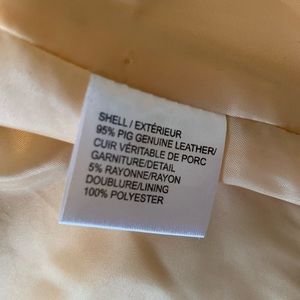 SHELL / EXTÉRIEUR
95% PIG GENUINE LEATHER/
CUIR VÉRITABLE DE PORC
GARNITURE/DETAIL
5% RAYONNE/RAYON
DOUBLURE/LINING
100% POLYESTER